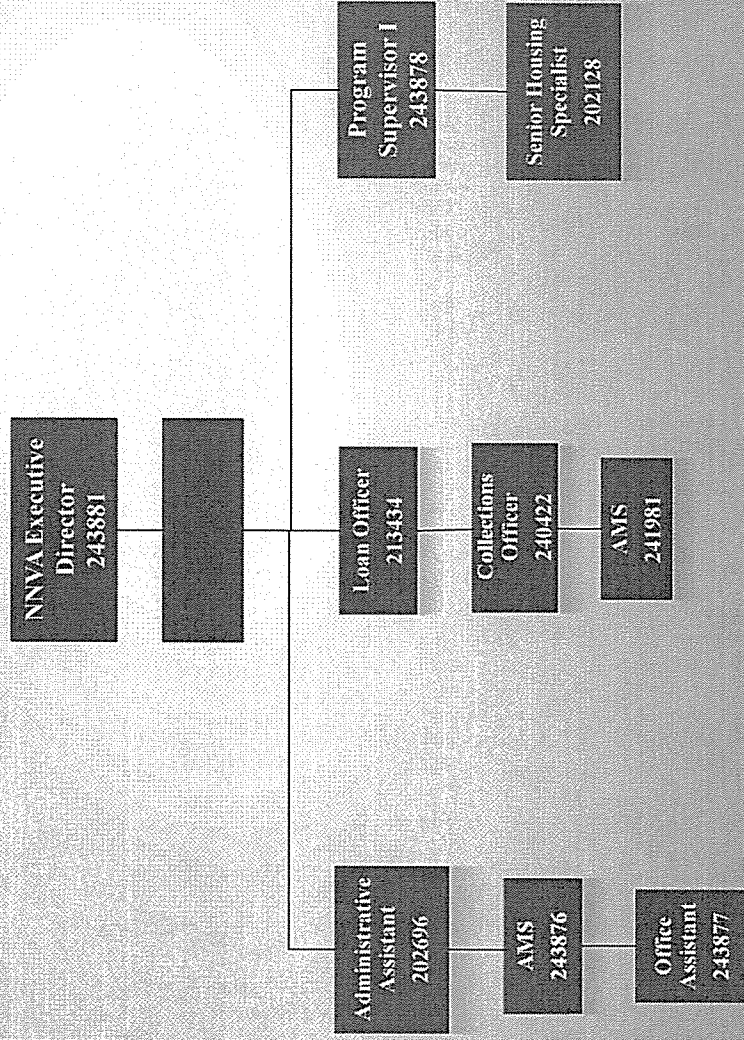 NNVA Executive
Director
243881
Administrative
Assistant
202696
AMS
243876
Office
Assistant
243877
Loan Officer
213434
Collections
Officer
240422
AMS
241981
Program
Supervisor I
243878
Senior Housing
Specialist
202128